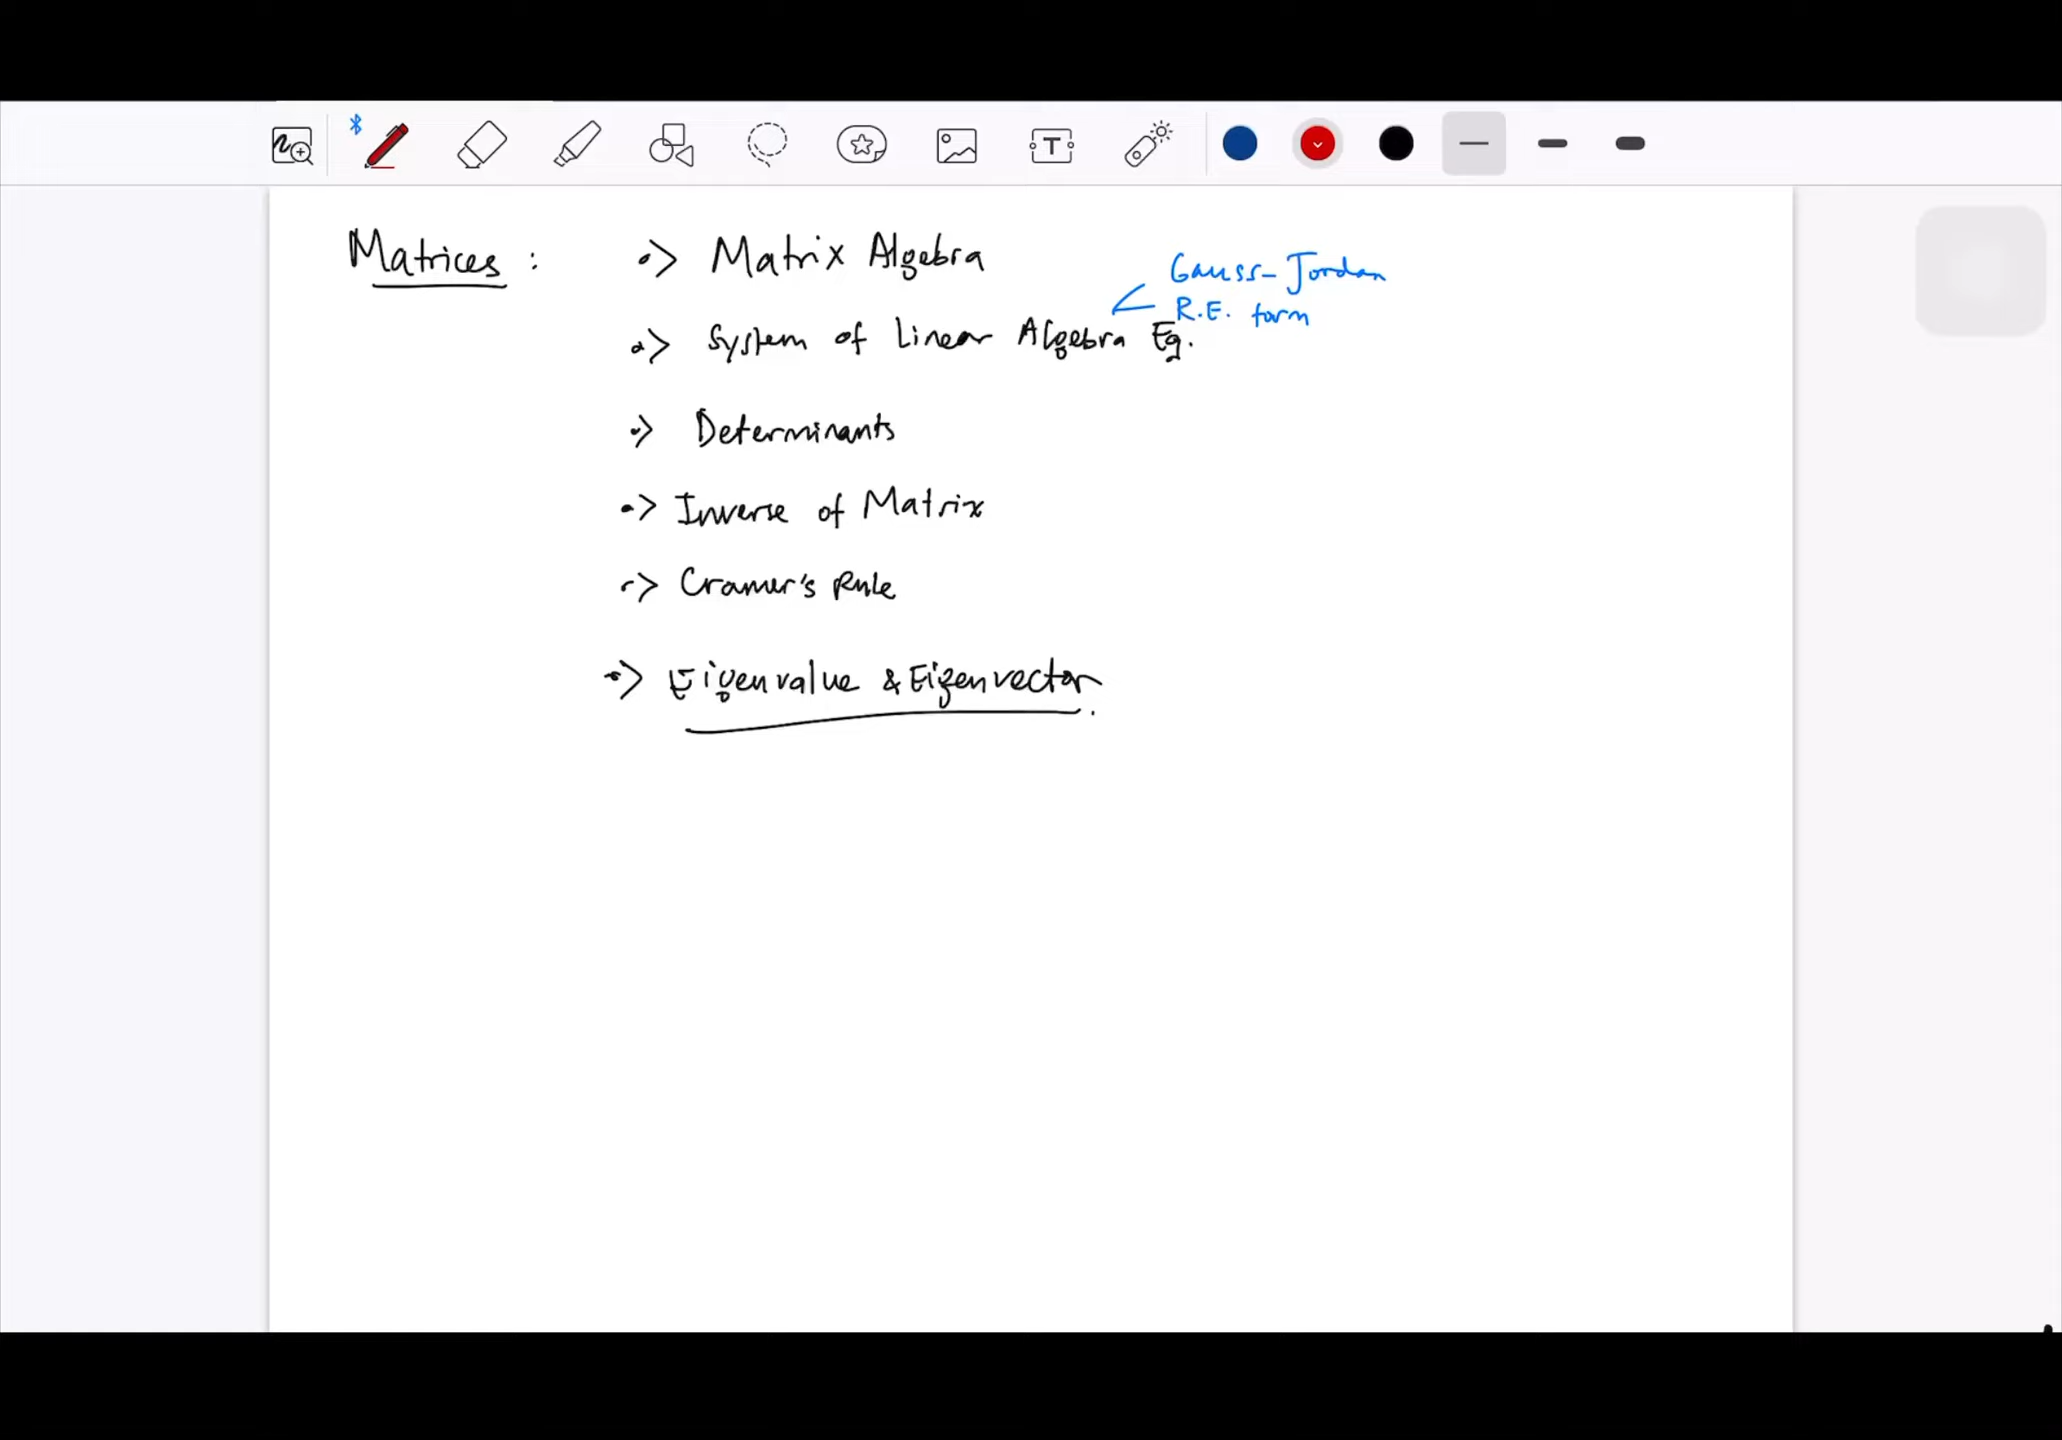 Matrices : -> Matrix Algebra
Gauss-Jordan
R.E. form
-> System of Linear Algebra Eq.
-> Determinants
-> Inverse of Matrix
-> Cramer's Rule
-> Eigenvalue & Eigenvector.